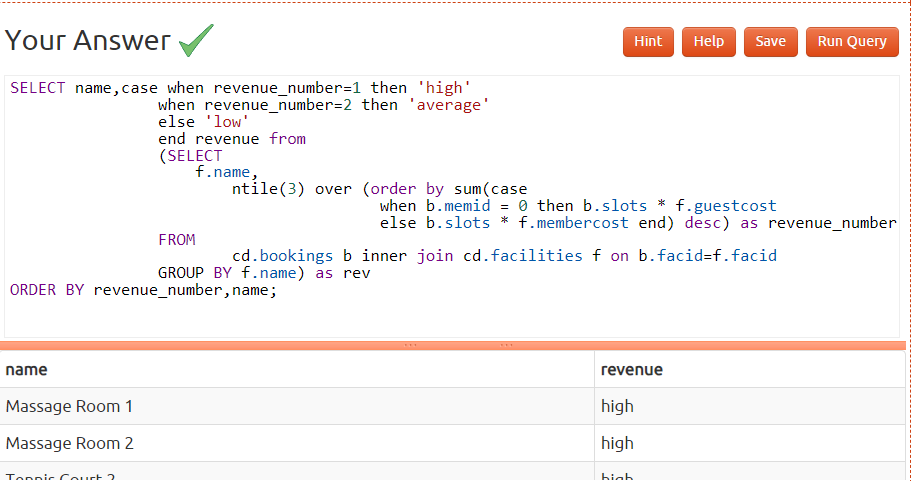 Your Answer
Hint Help Save Run Query
SELECT name,case when revenue_number=1 then 'high'
when revenue_number=2 then 'average'
else 'low'
end revenue from
(SELECT
f.name,
ntile(3) over (order by sum(case
when b.memid = 0 then b.slots * f.guestcost
else b.slots * f.membercost end) desc) as revenue_number
FROM
cd.bookings b inner join cd.facilities f on b.facid=f.facid
GROUP BY f.name) as rev
ORDER BY revenue_number,name;
name revenue
Massage Room 1 high
Massage Room 2 high
Tennis Court 2 high